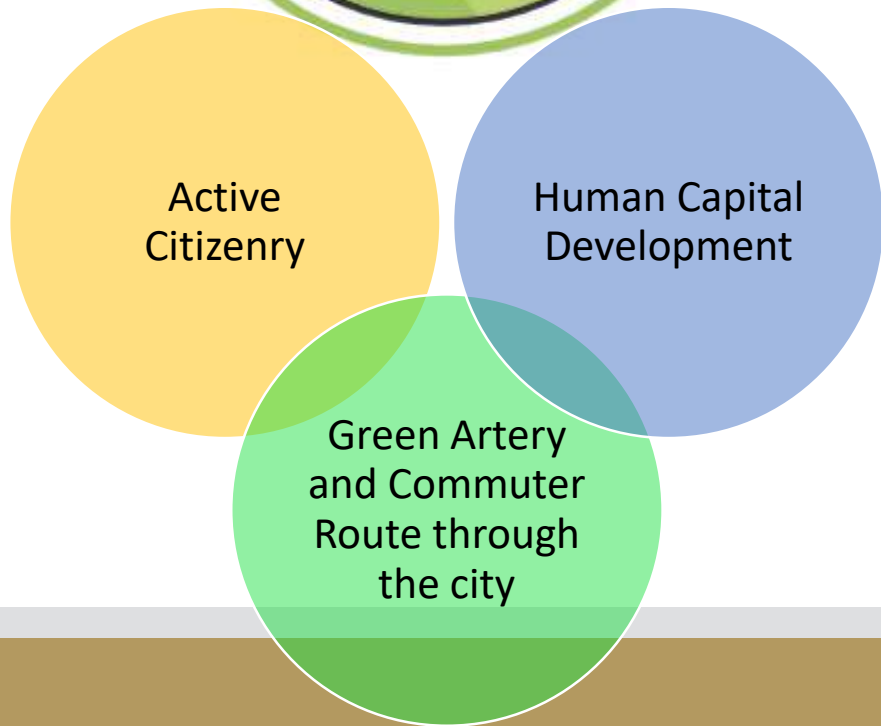 Active
Citizenry
Human Capital
Development
Green Artery
and Commuter
Route through
the city